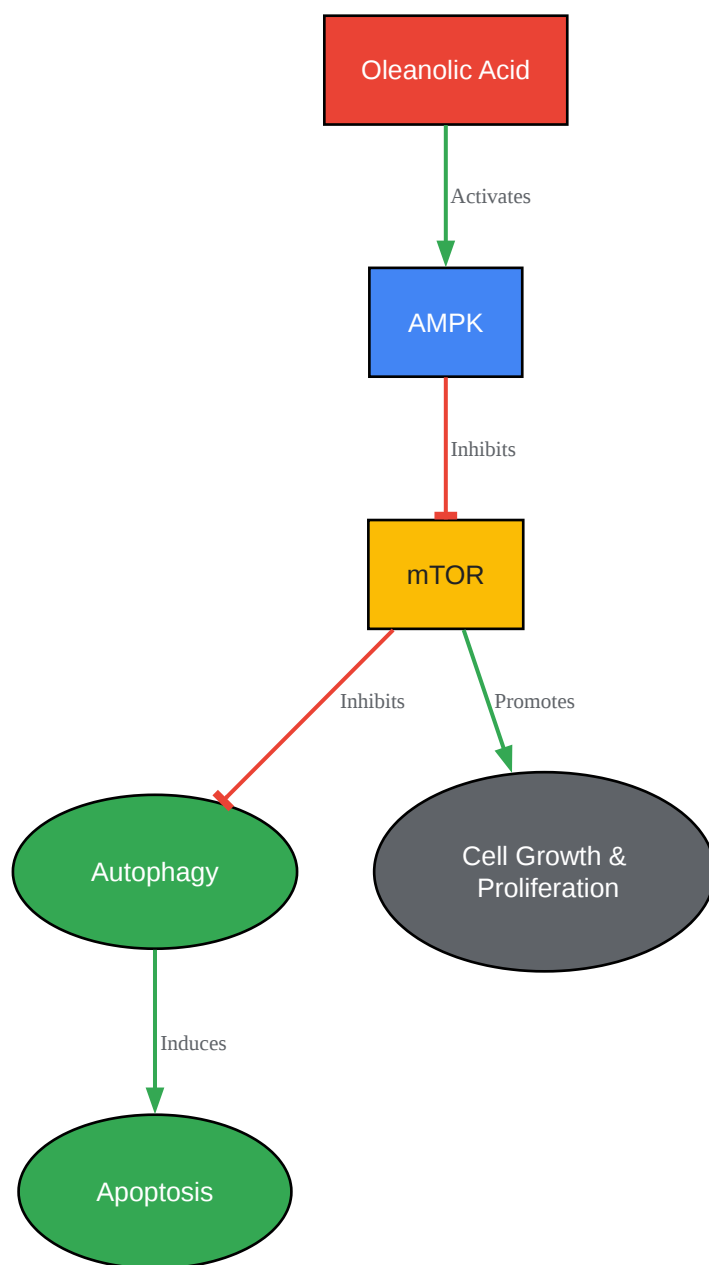 Oleanolic Acid
Activates
AMPK
Inhibits
mTOR
Inhibits
Promotes
Autophagy
Cell Growth &
Proliferation
Induces
Apoptosis